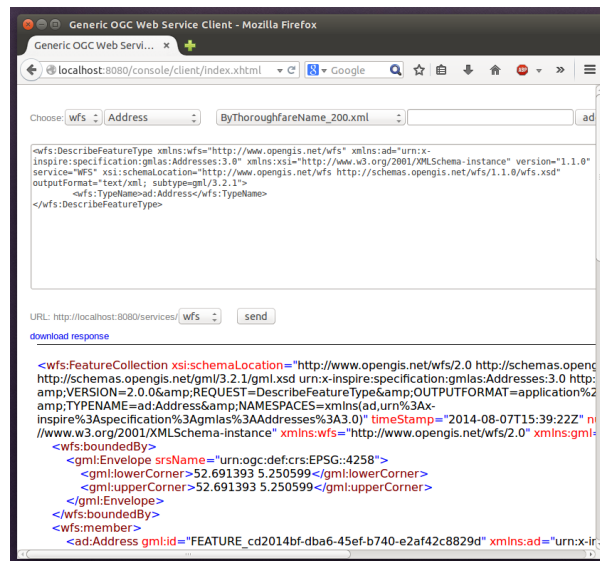 Generic OGC Web Service Client - Mozilla Firefox
Generic OGC Web Servi... ×
localhost:8080/console/client/index.xhtml Google ABP »
Choose: wfs Address ByThoroughfareName_200.xml ad
<wfs:DescribeFeatureType xmlns:wfs="http://www.opengis.net/wfs" xmlns:ad="urn:x-
inspire:specification:gmlas:Addresses:3.0" xmlns:xsi="http://www.w3.org/2001/XMLSchema-instance" version="1.1.0"
service="WFS" xsi:schemaLocation="http://www.opengis.net/wfs http://schemas.opengis.net/wfs/1.1.0/wfs.xsd"
outputFormat="text/xml; subtype=gml/3.2.1">
<wfs:TypeName>ad:Address</wfs:TypeName>
</wfs:DescribeFeatureType>
URL: http://localhost:8080/services/ wfs send
download response
<wfs:FeatureCollection xsi:schemaLocation="http://www.opengis.net/wfs/2.0 http://schemas.openg
http://schemas.opengis.net/gml/3.2.1/gml.xsd urn:x-inspire:specification:gmlas:Addresses:3.0 http:
amp;VERSION=2.0.0&amp;REQUEST=DescribeFeatureType&amp;OUTPUTFORMAT=application%2
amp;TYPENAME=ad:Address&amp;NAMESPACES=xmlns(ad,urn%3Ax-
inspire%3Aspecification%3Agmlas%3AAddresses%3A3.0)" timeStamp="2014-08-07T15:39:22Z" nu
//www.w3.org/2001/XMLSchema-instance" xmlns:wfs="http://www.opengis.net/wfs/2.0" xmlns:gml=
<wfs:boundedBy>
<gml:Envelope srsName="urn:ogc:def:crs:EPSG::4258">
<gml:lowerCorner>52.691393 5.250599</gml:lowerCorner>
<gml:upperCorner>52.691393 5.250599</gml:upperCorner>
</gml:Envelope>
</wfs:boundedBy>
<wfs:member>
<ad:Address gml:id="FEATURE_cd2014bf-dba6-45ef-b740-e2af42c8829d" xmlns:ad="urn:x-in